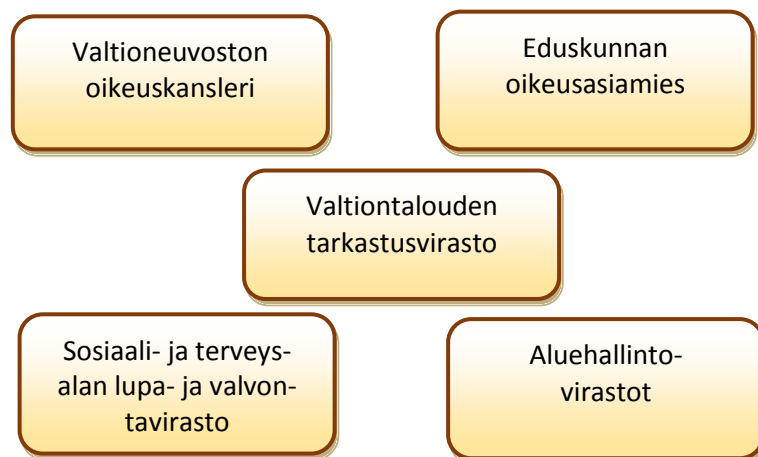 Valtioneuvoston
oikeuskansleri
Eduskunnan
oikeusasiamies
Valtiontalouden
tarkastusvirasto
Sosiaali- ja terveys-
alan lupa- ja valvon-
tavirasto
Aluehallinto-
virastot